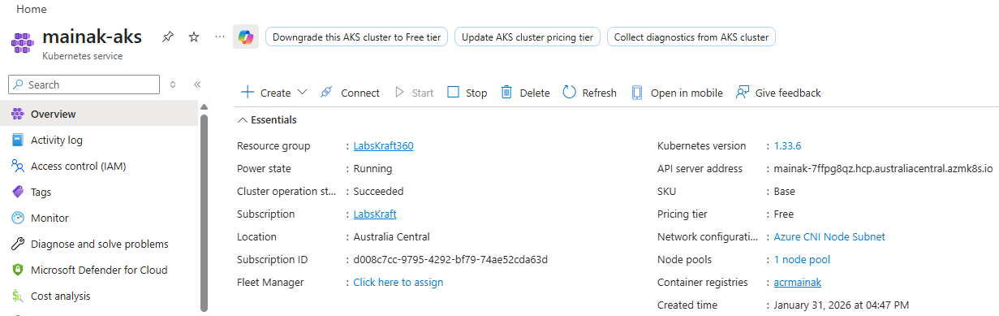 Home
mainak-aks
Kubernetes service
Downgrade this AKS cluster to Free tier
Update AKS cluster pricing tier
Collect diagnostics from AKS cluster
Search
Overview
Activity log
Access control (IAM)
Tags
Monitor
Diagnose and solve problems
Microsoft Defender for Cloud
Cost analysis
Create Connect Start Stop Delete Refresh Open in mobile Give feedback
Essentials
Resource group : LabsKraft360
Power state : Running
Cluster operation st... : Succeeded
Subscription : LabsKraft
Location : Australia Central
Subscription ID : d008c7cc-9795-4292-bf79-74ae52cda63d
Fleet Manager : Click here to assign
Kubernetes version : 1.33.6
API server address : mainak-7ffpg8qz.hcp.australiacentral.azmk8s.io
SKU : Base
Pricing tier : Free
Network configurati... : Azure CNI Node Subnet
Node pools : 1 node pool
Container registries : acrmainak
Created time : January 31, 2026 at 04:47 PM